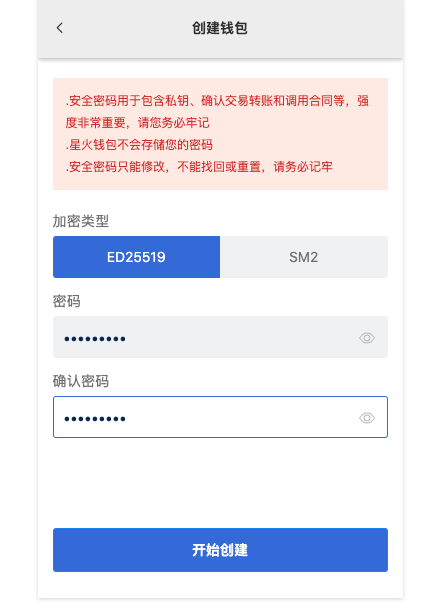 创建钱包
.安全密码用于包含私钥、确认交易转账和调用合同等，强
度非常重要，请您务必牢记
.星火钱包不会存储您的密码
.安全密码只能修改，不能找回或重置，请务必记牢
加密类型
ED25519 SM2
密码
•••••••••
确认密码
•••••••••
开始创建